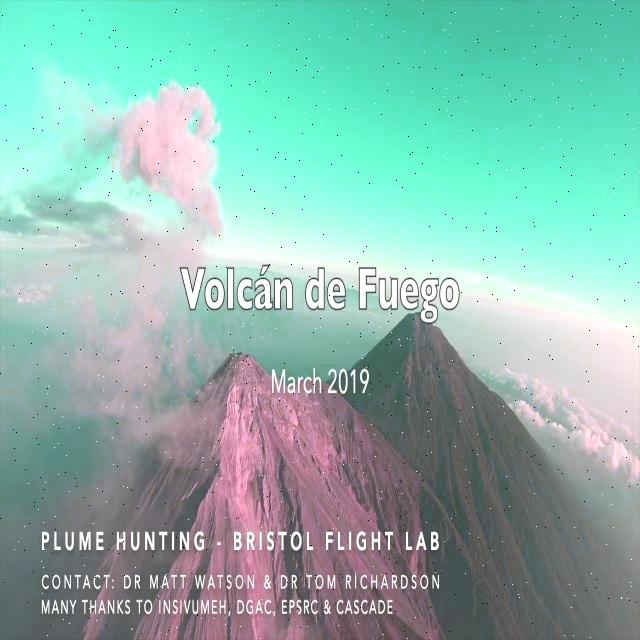 Volcán de Fuego
March 2019
PLUME HUNTING - BRISTOL FLIGHT LAB
CONTACT: DR MATT WATSON & DR TOM RICHARDSON
MANY THANKS TO INSIVUMEH, DGAC, EPSRC & CASCADE